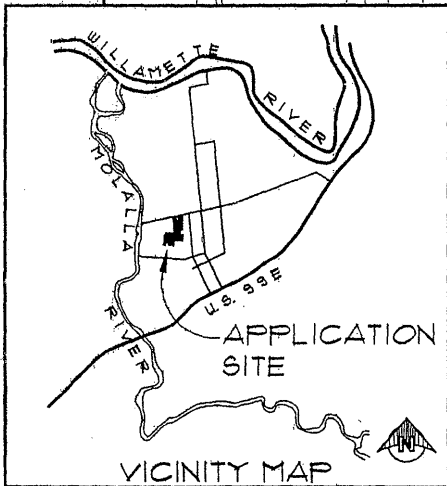 WILLAMETTE
RIVER
MOLALLA
RIVER
U.S. 99E
APPLICATION
SITE
N
VICINITY MAP